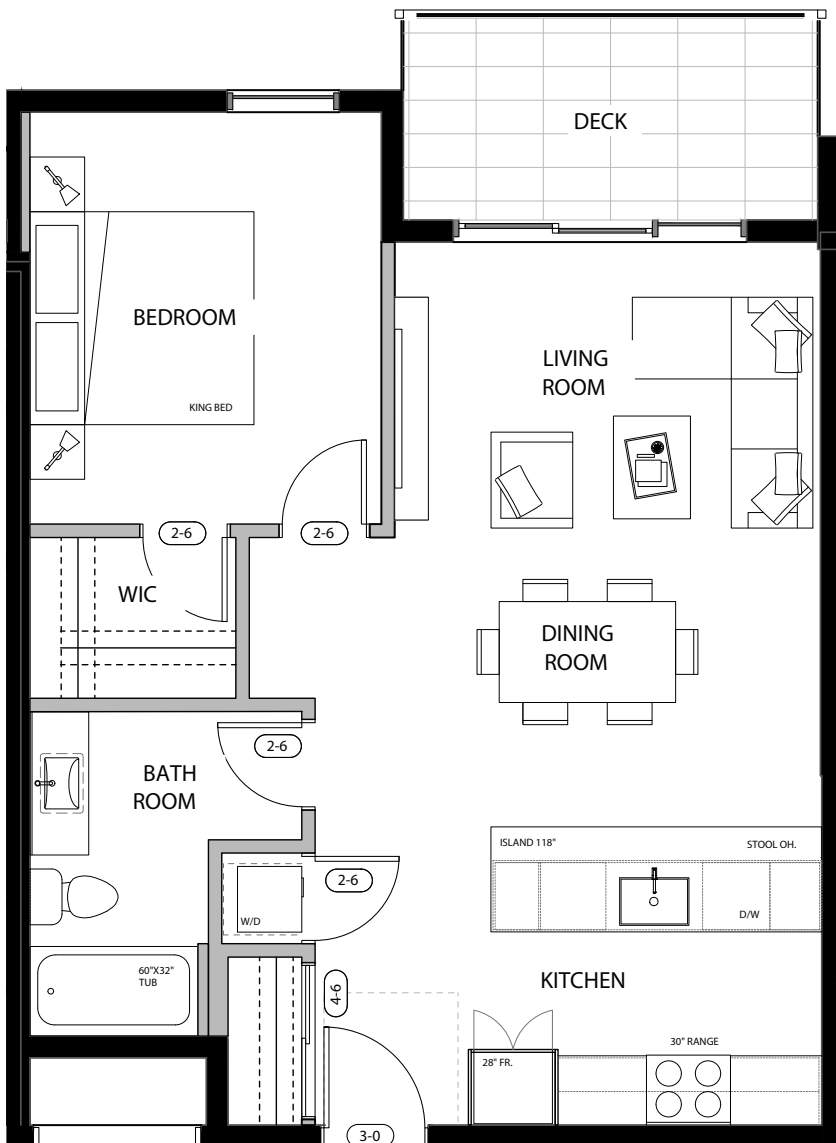 DECK
BEDROOM
KING BED
LIVING
ROOM
2-6
2-6
WIC
DINING
ROOM
2-6
BATH
ROOM
ISLAND 118"
STOOL OH.
2-6
W/D
D/W
60"X32"
TUB
4-6
KITCHEN
30" RANGE
28" FR.
3-0